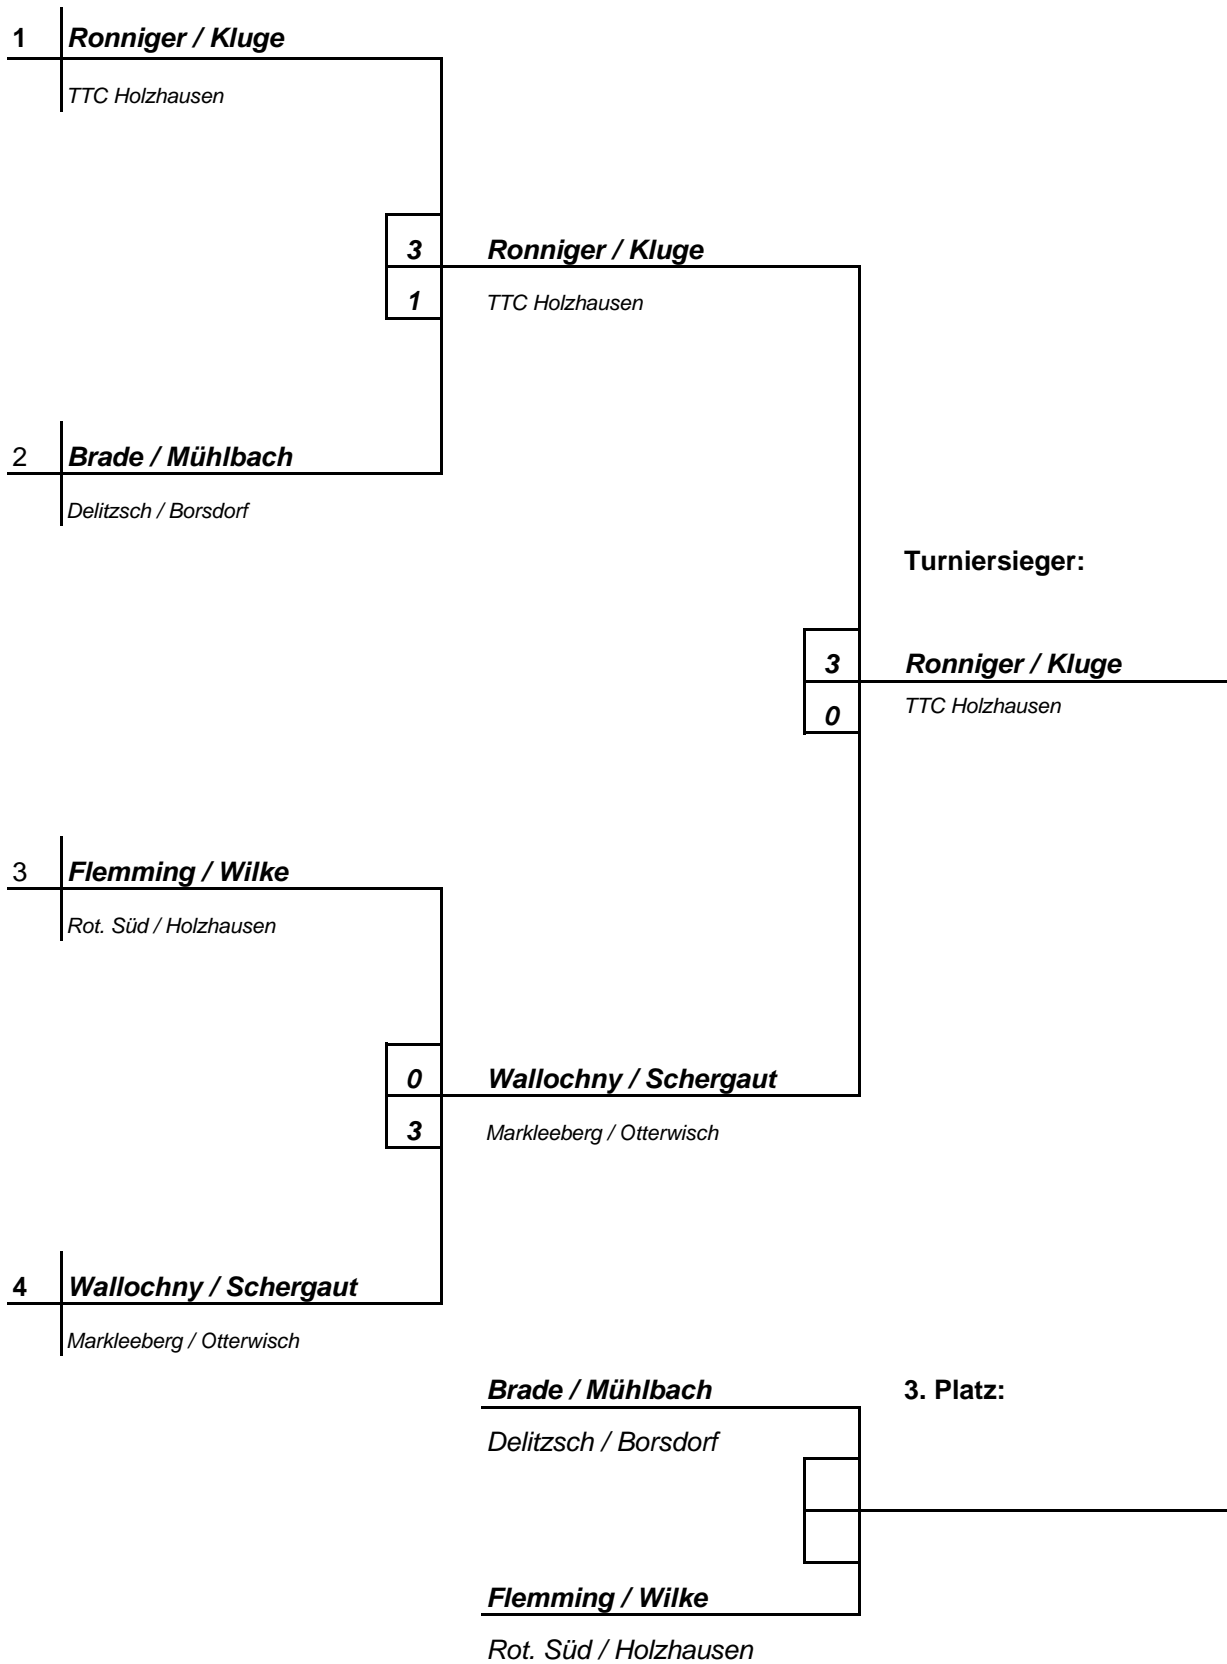 1 Ronniger / Kluge
TTC Holzhausen
3 Ronniger / Kluge
1 TTC Holzhausen
2 Brade / Mühlbach
Delitzsch / Borsdorf
Turniersieger:
3 Ronniger / Kluge
0 TTC Holzhausen
3 Flemming / Wilke
Rot. Süd / Holzhausen
0 Wallochny / Schergaut
3 Markleeberg / Otterwisch
4 Wallochny / Schergaut
Markleeberg / Otterwisch
Brade / Mühlbach 3. Platz:
Delitzsch / Borsdorf
Flemming / Wilke
Rot. Süd / Holzhausen